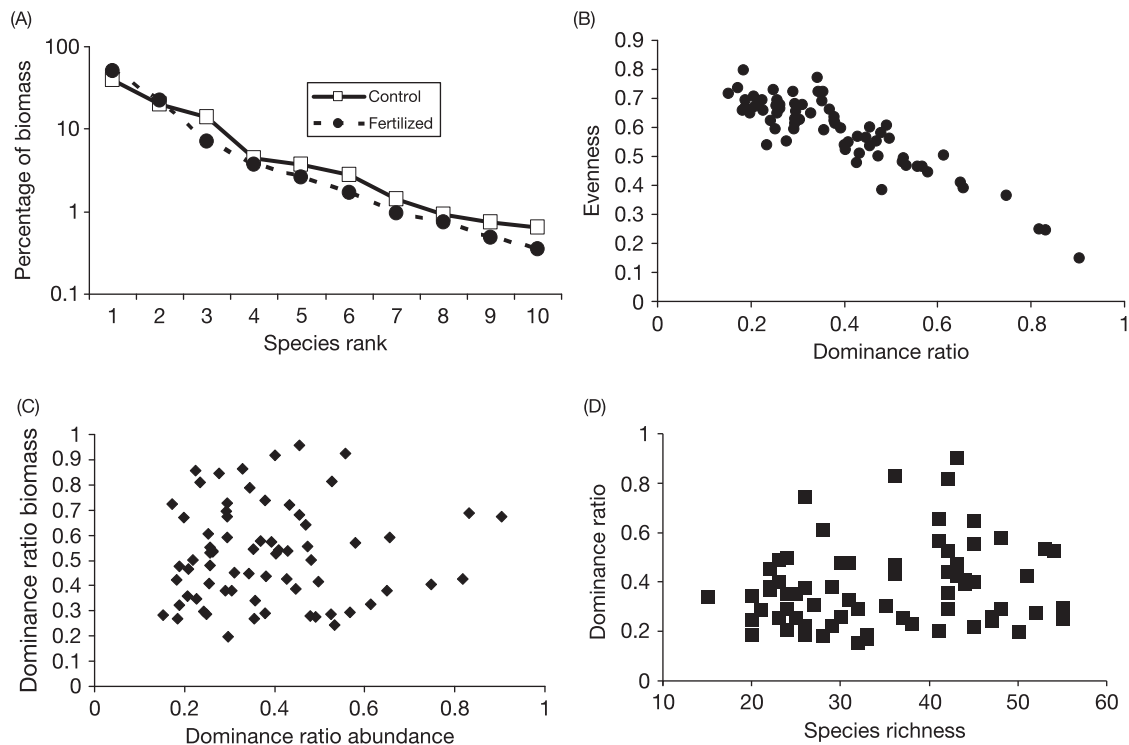 (A)
Percentage of biomass
100
10
1
0.1
Control
Fertilized
1 2 3 4 5 6 7 8 9 10
Species rank
(B)
Evenness
0.9
0.8
0.7
0.6
0.5
0.4
0.3
0.2
0.1
0
0 0.2 0.4 0.6 0.8 1
Dominance ratio
(C)
Dominance ratio biomass
1
0.9
0.8
0.7
0.6
0.5
0.4
0.3
0.2
0.1
0
0 0.2 0.4 0.6 0.8 1
Dominance ratio abundance
(D)
Dominance ratio
1
0.8
0.6
0.4
0.2
0
10 20 30 40 50 60
Species richness